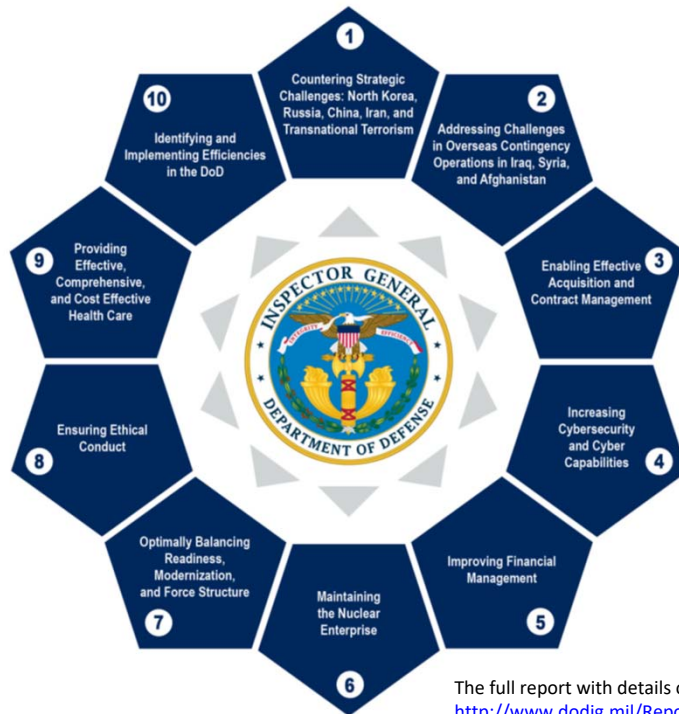 1
Countering Strategic
Challenges: North Korea,
Russia, China, Iran, and
Transnational Terrorism
2
Addressing Challenges
in Overseas Contingency
Operations in Iraq, Syria,
and Afghanistan
3
Enabling Effective
Acquisition and
Contract Management
4
Increasing
Cybersecurity
and Cyber
Capabilities
5
Improving Financial
Management
6
Maintaining
the Nuclear
Enterprise
7
Optimally Balancing
Readiness,
Modernization,
and Force Structure
8
Ensuring Ethical
Conduct
9
Providing
Effective,
Comprehensive,
and Cost Effective
Health Care
10
Identifying and
Implementing Efficiencies
in the DoD
INSPECTOR GENERAL
INTEGRITY EFFICIENCY
DEPARTMENT OF DEFENSE
The full report with details
http://www.dodig.mil/Rep